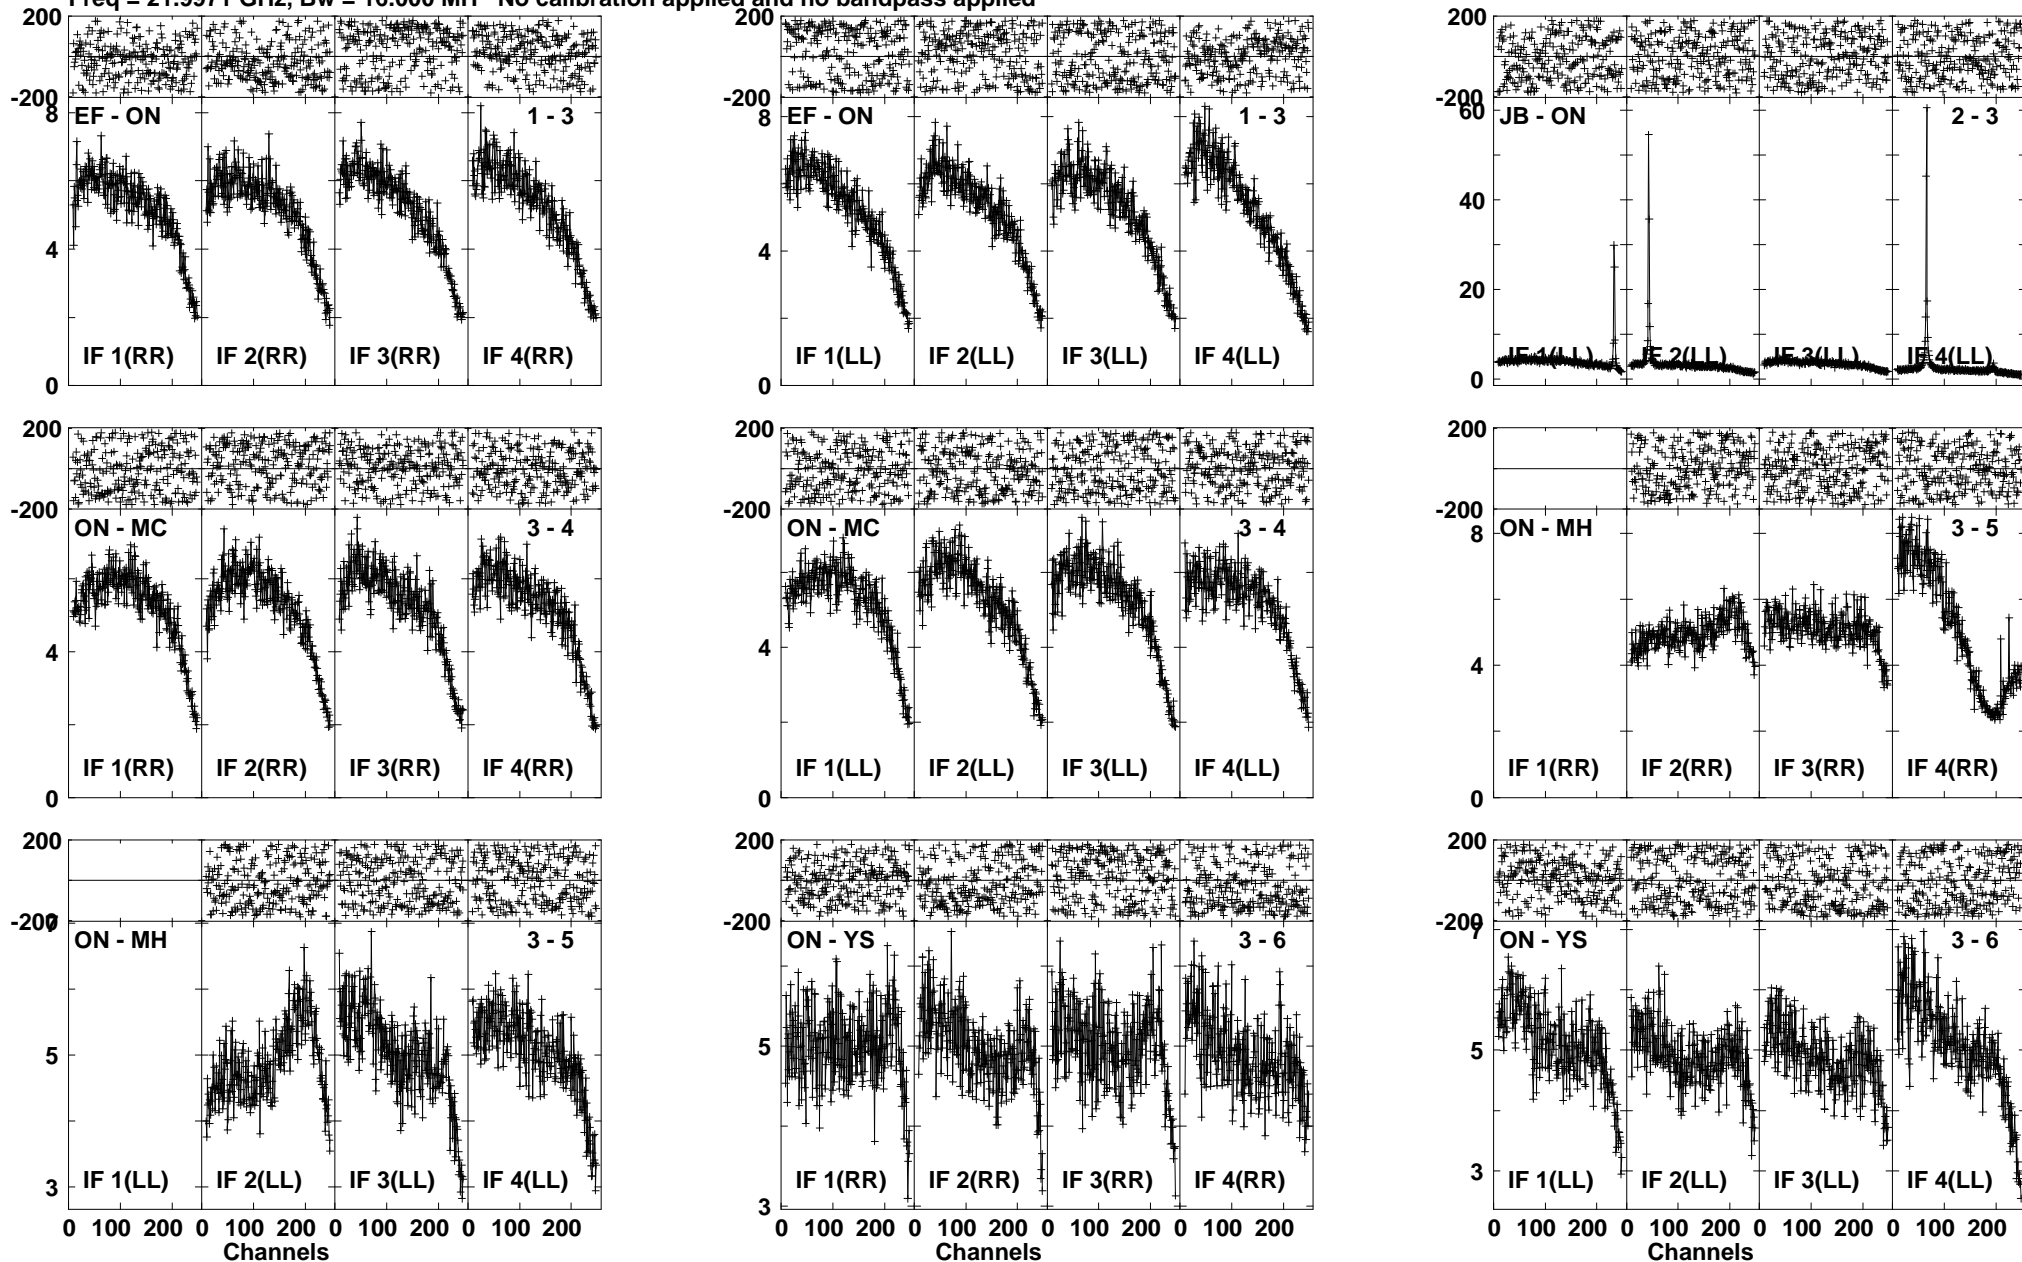 Freq = 21.9971 GHz, Bw = 16.000 MH No calibration applied and no bandpass applied
200 200 200
-200 -200 -200
8 EF - ON 1 - 3 8 EF - ON 1 - 3 60 JB - ON 2 - 3
40
4 4
20
IF 1(RR) IF 2(RR) IF 3(RR) IF 4(RR) IF 1(LL) IF 2(LL) IF 3(LL) IF 4(LL) IF 1(LL) IF 2(LL) IF 3(LL) IF 4(LL)
0 0 0
200 200 200
-200 -200 -200
ON - MC 3 - 4 ON - MC 3 - 4 8 ON - MH 3 - 5
4 4 4
IF 1(RR) IF 2(RR) IF 3(RR) IF 4(RR) IF 1(LL) IF 2(LL) IF 3(LL) IF 4(LL) IF 1(RR) IF 2(RR) IF 3(RR) IF 4(RR)
0 0 0
200 200 200
-200 -200 -200
7 ON - MH 3 - 5 ON - YS 3 - 6 7 ON - YS 3 - 6
5 5 5
IF 1(LL) IF 2(LL) IF 3(LL) IF 4(LL) IF 1(RR) IF 2(RR) IF 3(RR) IF 4(RR) IF 1(LL) IF 2(LL) IF 3(LL) IF 4(LL)
3 3 3
0 100 200 0 100 200 0 100 200 0 100 200 0 100 200 0 100 200 0 100 200 0 100 200 0 100 200 0 100 200 0 100 200 0 100 200
Channels Channels